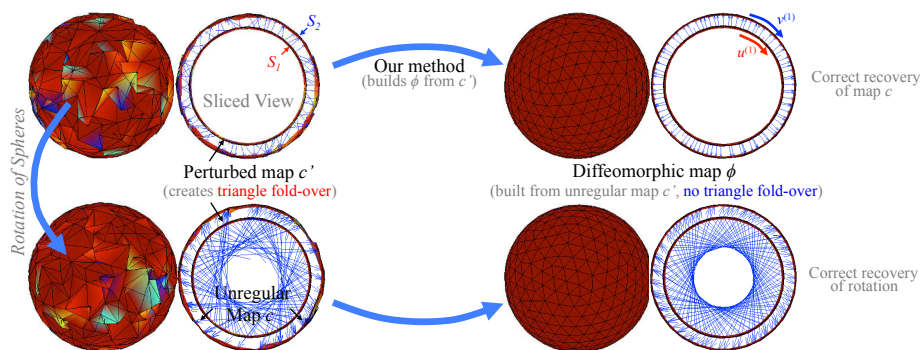 S₂
S₁
Sliced View
Our method
(builds ϕ from c')
v⁽¹⁾
u⁽¹⁾
Correct recovery
of map c
Rotation of Spheres
Perturbed map c'
(creates triangle fold-over)
Diffeomorphic map ϕ
(built from unregular map c', no triangle fold-over)
Unregular
Map c
Correct recovery
of rotation